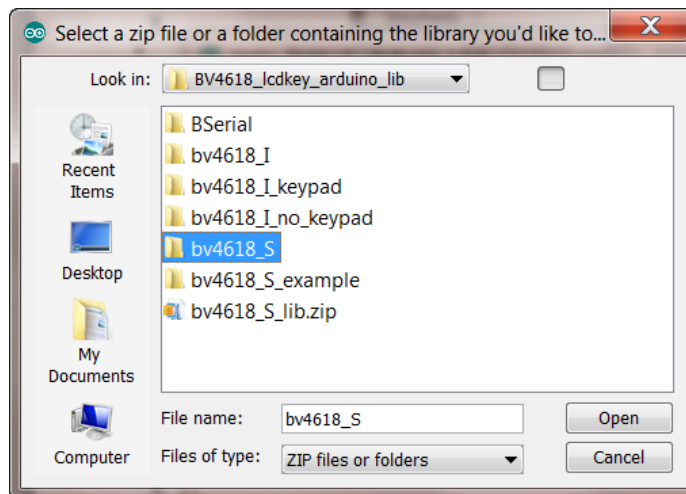 Select a zip file or a folder containing the library you'd like to...
Look in:
BV4618_lcdkey_arduino_lib
Recent
Items
Desktop
My
Documents
Computer
BSerial
bv4618_I
bv4618_I_keypad
bv4618_I_no_keypad
bv4618_S
bv4618_S_example
bv4618_S_lib.zip
File name:
bv4618_S
Open
Files of type:
ZIP files or folders
Cancel